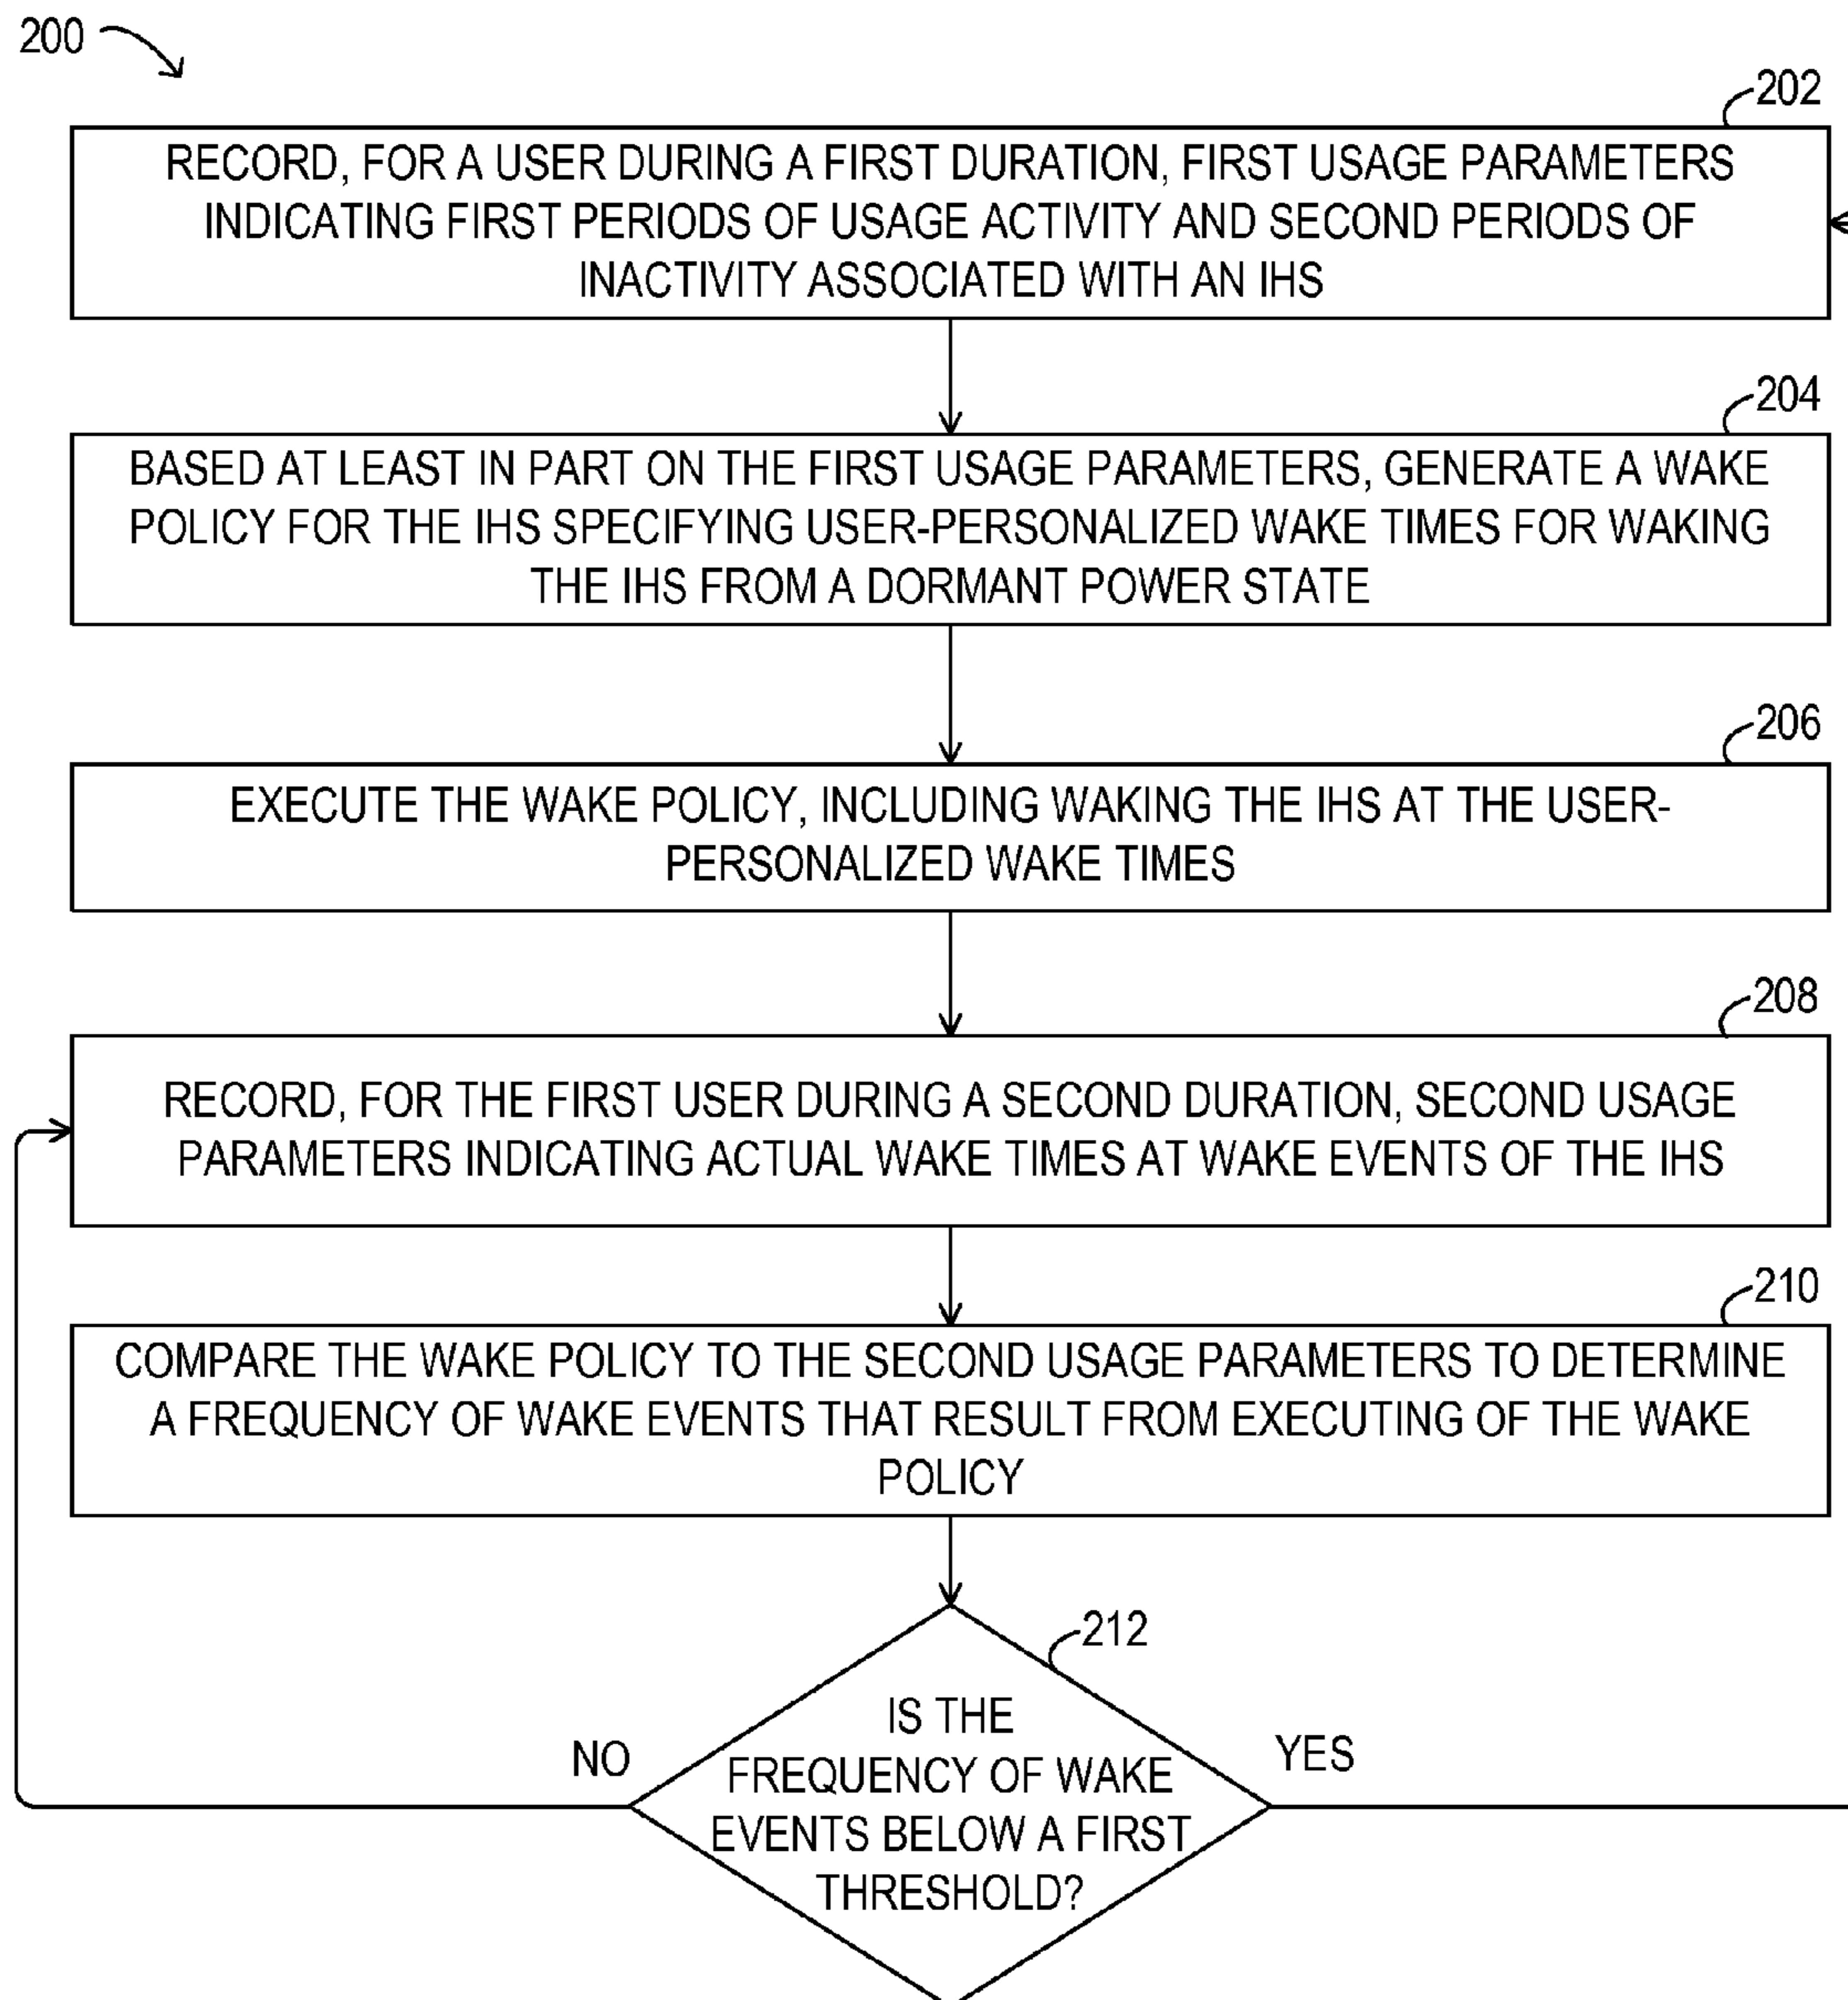 200
202
RECORD, FOR A USER DURING A FIRST DURATION, FIRST USAGE PARAMETERS
INDICATING FIRST PERIODS OF USAGE ACTIVITY AND SECOND PERIODS OF
INACTIVITY ASSOCIATED WITH AN IHS
204
BASED AT LEAST IN PART ON THE FIRST USAGE PARAMETERS, GENERATE A WAKE
POLICY FOR THE IHS SPECIFYING USER-PERSONALIZED WAKE TIMES FOR WAKING
THE IHS FROM A DORMANT POWER STATE
206
EXECUTE THE WAKE POLICY, INCLUDING WAKING THE IHS AT THE USER-
PERSONALIZED WAKE TIMES
208
RECORD, FOR THE FIRST USER DURING A SECOND DURATION, SECOND USAGE
PARAMETERS INDICATING ACTUAL WAKE TIMES AT WAKE EVENTS OF THE IHS
210
COMPARE THE WAKE POLICY TO THE SECOND USAGE PARAMETERS TO DETERMINE
A FREQUENCY OF WAKE EVENTS THAT RESULT FROM EXECUTING OF THE WAKE
POLICY
212
IS THE
FREQUENCY OF WAKE
EVENTS BELOW A FIRST
THRESHOLD?
NO
YES